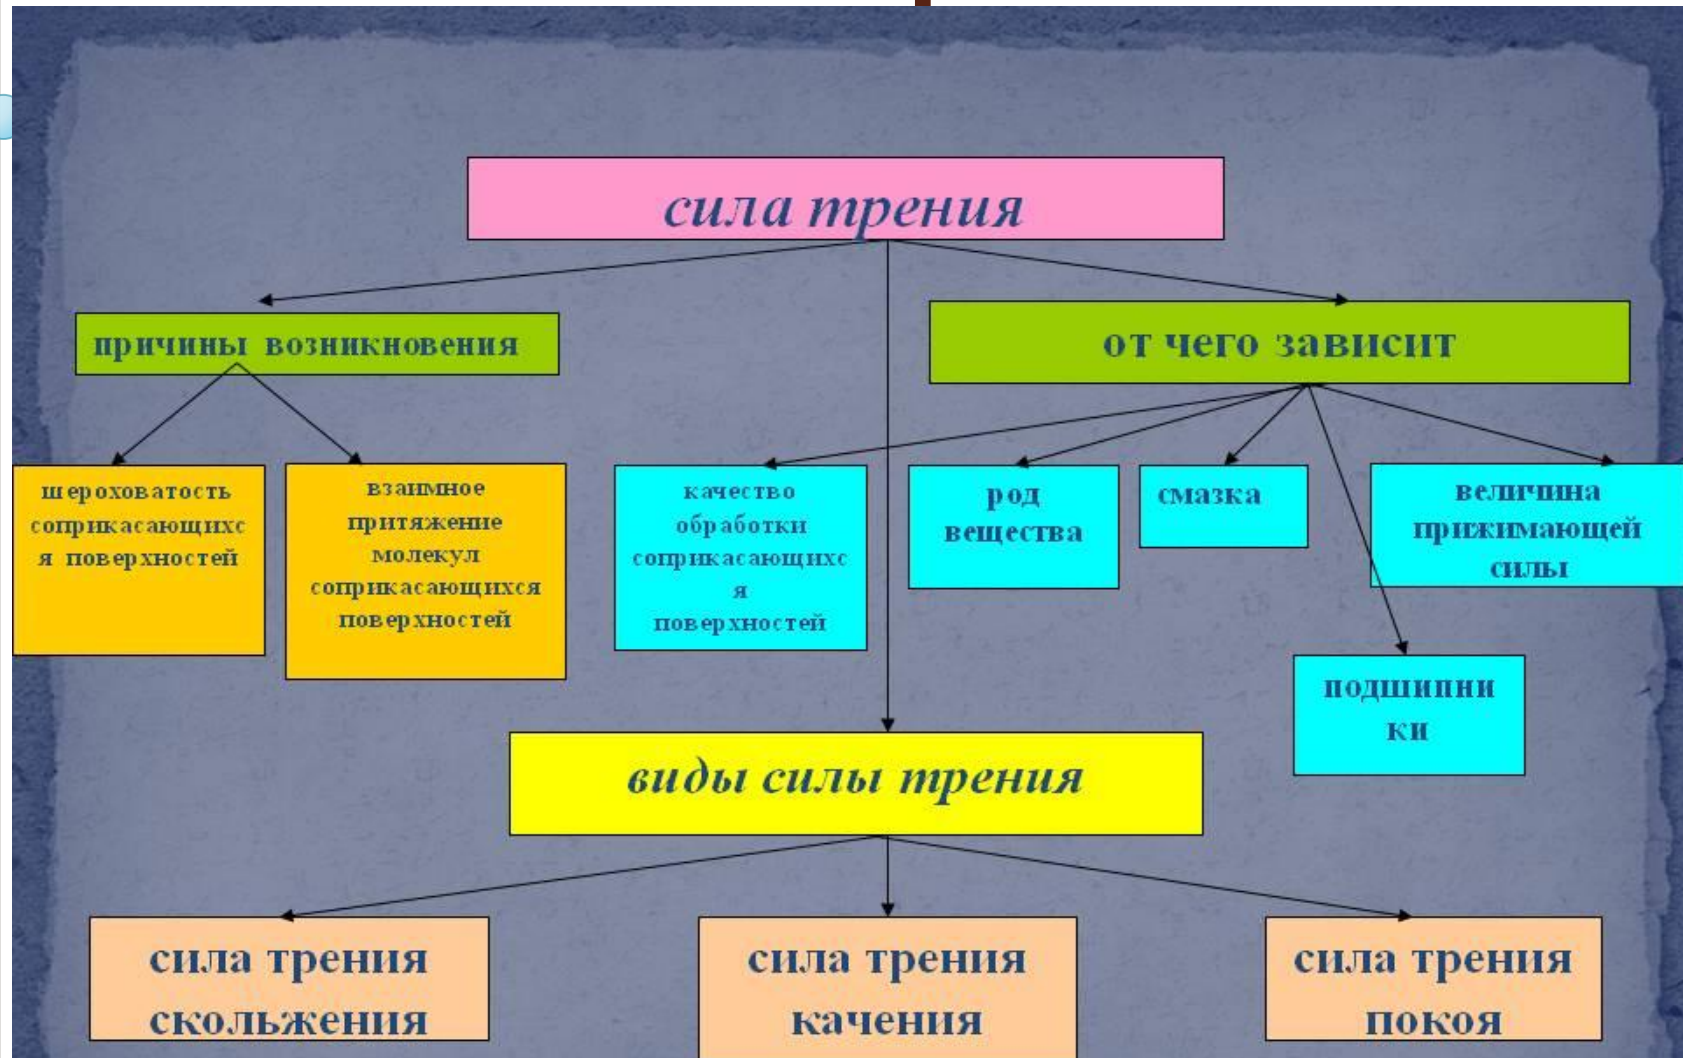 сила трения
причины возникновения
от чего зависит
шероховатость
соприкасающихс
я поверхностей
взаимное
притяжение
молекул
соприкасающихся
поверхностей
качество
обработки
соприкасающихс
я
поверхностей
род
вещества
смазка
величина
прижимающей
силы
подшипни
ки
виды силы трения
сила трения
скольжения
сила трения
качения
сила трения
покоя